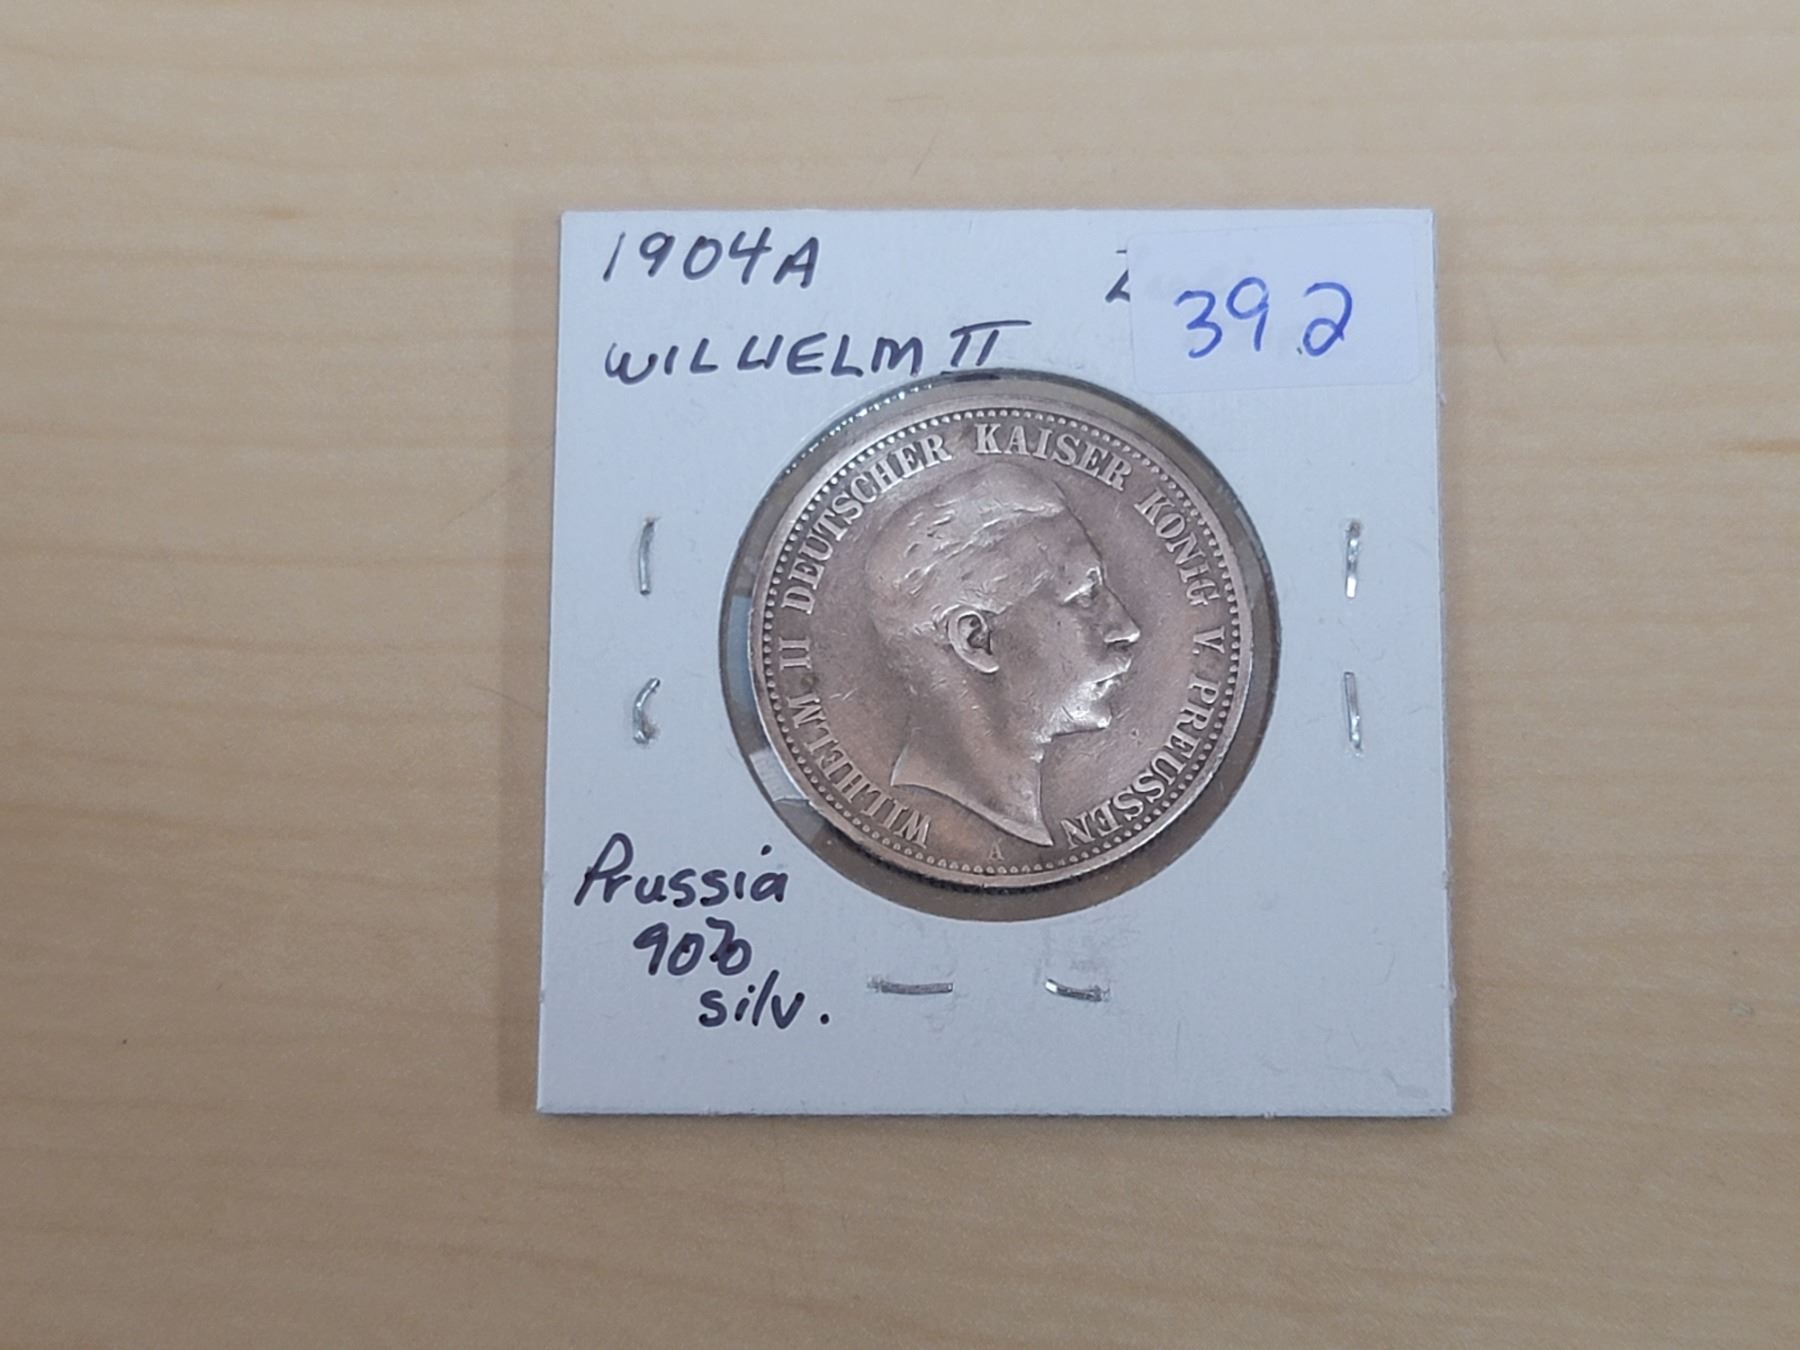 1904A
392
WILHELM II
WILHELM II DEUTSCHER KAISER KÖNIG V. PREUSSEN
A
Prussia
90%
silv.